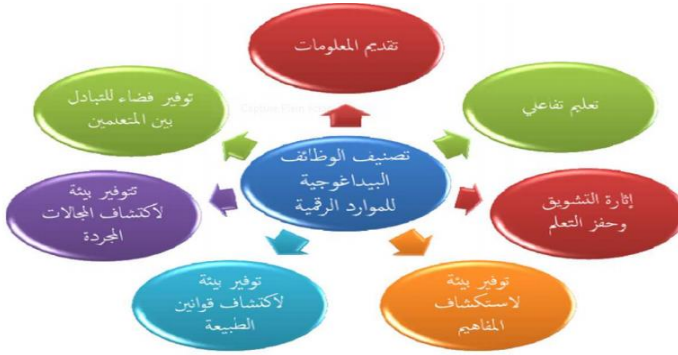 تقديم المعلومات
تعليم تفاعلي
إثارة التشويق
وحفز التعلم
توفير بيئة
لاستكشاف
المفاهيم
توفير بيئة
لاكتشاف قوانين
الطبيعة
تتوفير بيئة
لاكتشاف المجالات
المجردة
توفير فضاء للتبادل
بين المتعلمين
تصنيف الوظائف
البيداغوجية
للموارد الرقمية